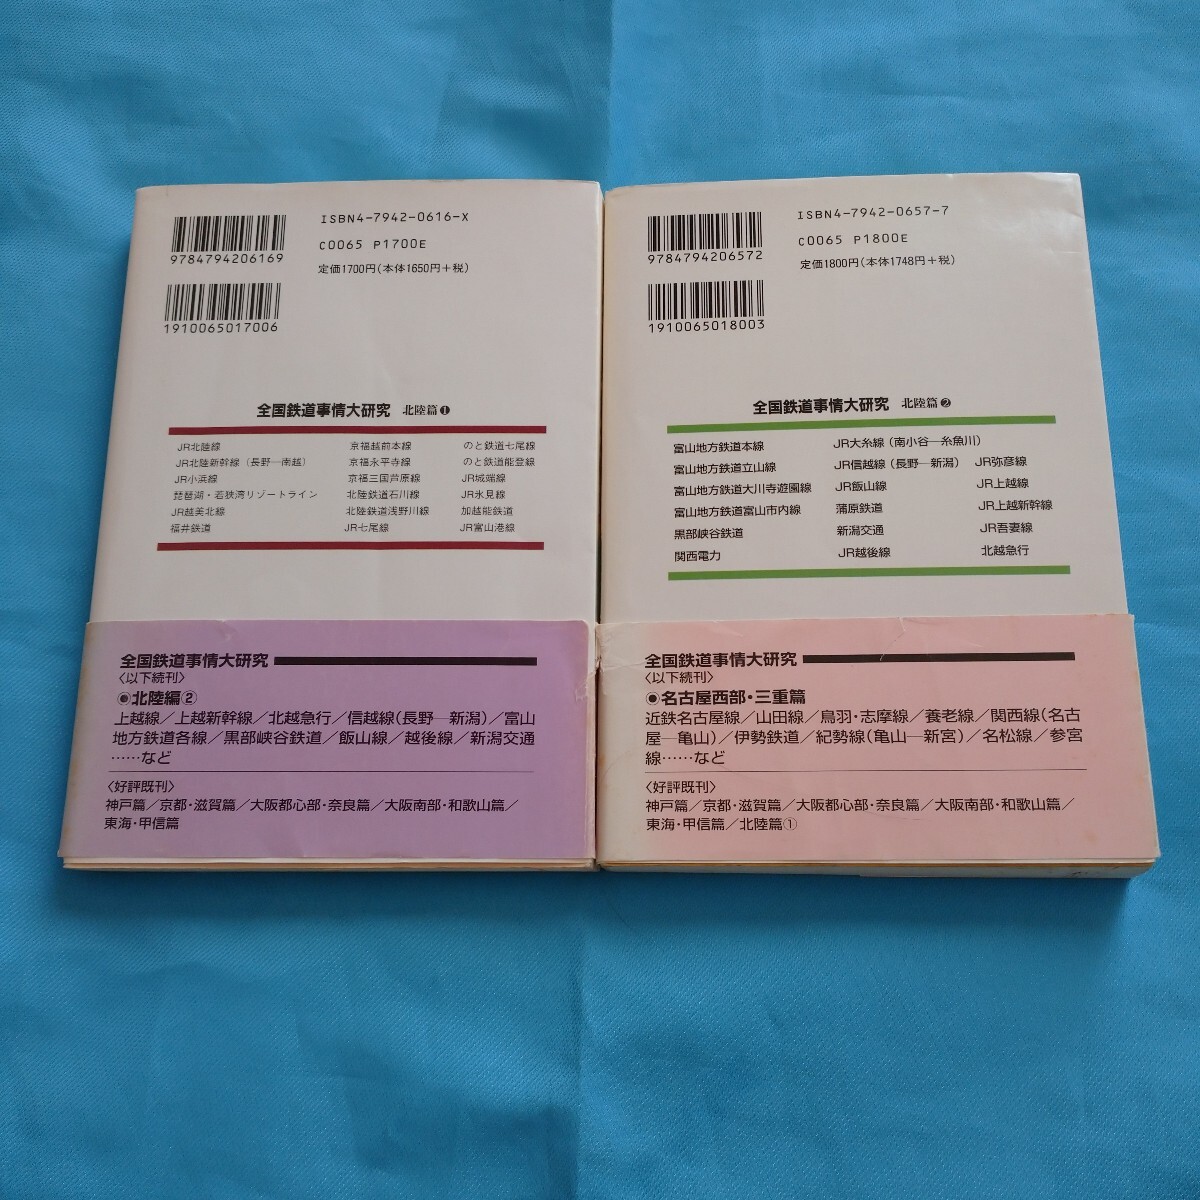 ISBN4-7942-0616-X
C0065 P1700E
定価1700円(本体1650円+税)
9784794206169
1910065017006
全国鉄道事情大研究 北陸篇❶
JR北陸線
JR北陸新幹線(長野―南越)
JR小浜線
琵琶湖・若狭湾リゾートライン
JR越美北線
福井鉄道
京福越前本線
京福永平寺線
京福三国芦原線
北陸鉄道石川線
北陸鉄道浅野川線
JR七尾線
のと鉄道七尾線
のと鉄道能登線
JR城端線
JR氷見線
加越能鉄道
JR富山港線
全国鉄道事情大研究
〈以下続刊〉
◉北陸編②
上越線/上越新幹線/北越急行/信越線(長野―新潟)/富山
地方鉄道各線/黒部峡谷鉄道/飯山線/越後線/新潟交通
……など
〈好評既刊〉
神戸篇/京都・滋賀篇/大阪都心部・奈良篇/大阪南部・和歌山篇/
東海・甲信篇
ISBN4-7942-0657-7
C0065 P1800E
定価1800円(本体1748円+税)
9784794206572
1910065018003
全国鉄道事情大研究 北陸篇❷
富山地方鉄道本線
富山地方鉄道立山線
富山地方鉄道大川寺遊園線
富山地方鉄道富山市内線
黒部峡谷鉄道
関西電力
JR大糸線(南小谷―糸魚川)
JR信越線(長野―新潟)
JR飯山線
蒲原鉄道
新潟交通
JR越後線
JR弥彦線
JR上越線
JR上越新幹線
JR吾妻線
北越急行
全国鉄道事情大研究
〈以下続刊〉
◉名古屋西部・三重篇
近鉄名古屋線/山田線/鳥羽・志摩線/養老線/関西線(名古
屋―亀山)/伊勢鉄道/紀勢線(亀山―新宮)/名松線/参宮
線……など
〈好評既刊〉
神戸篇/京都・滋賀篇/大阪都心部・奈良篇/大阪南部・和歌山篇/
東海・甲信篇/北陸篇①